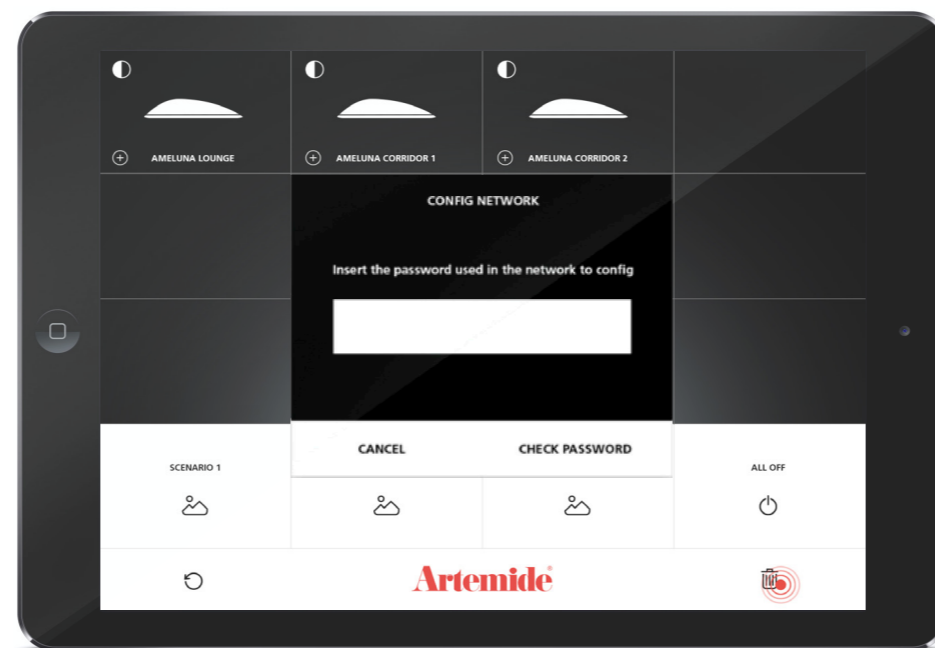 AMELUNA LOUNGE
AMELUNA CORRIDOR 1
AMELUNA CORRIDOR 2
CONFIG NETWORK
Insert the password used in the network to config
CANCEL
CHECK PASSWORD
SCENARIO 1
ALL OFF
Artemide®